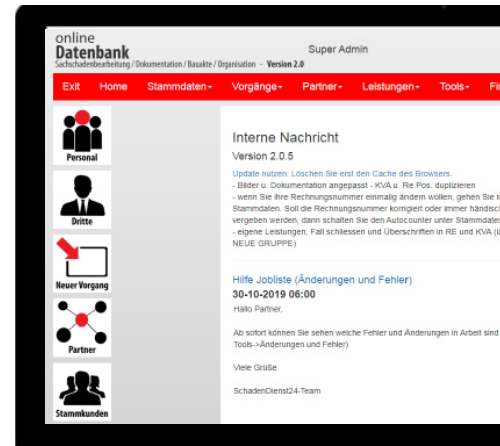 online
Datenbank
Super Admin
Sachschadenbearbeitung / Dokumentation / Bauakte / Organisation - Version 2.0
Exit Home Stammdaten Vorgänge Partner Leistungen Tools
Personal
Dritte
Neuer Vorgang
Partner
Stammkunden
Interne Nachricht
Version 2.0.5
Update nutzen: Löschen Sie erst den Cache des Browsers.
- Bilder u. Dokumentation angepasst - KVA u. Re.Pos. duplizieren
- wenn Sie ihre Rechnungsnummer einmalig ändern wollen, gehen Sie
Stammdaten. Soll die Rechnungsnummer korrigiert oder immer
vergeben werden, dann schalten Sie den Autocounter unter
- eigene Leistungen, Fall schliessen und Überschriften in RE und KVA
NEUE GRUPPE)
Hilfe Jobliste (Änderungen und Fehler)
30-10-2019 06:00
Hallo Partner,
Ab sofort können Sie sehen welche Fehler und Änderungen in Arbeit sind
Tools->Änderungen und Fehler)
Viele Grüße
SchadenDienst24-Team